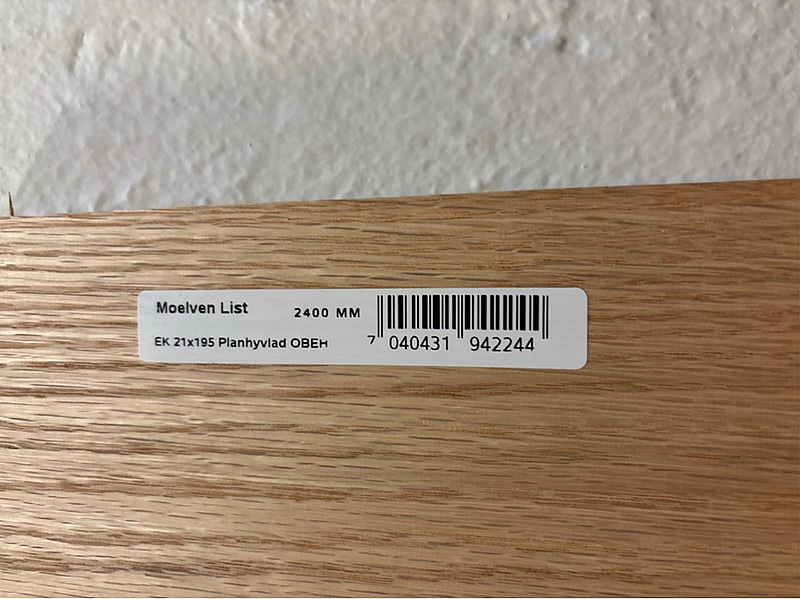 Moelven List 2400 MM
EK 21x195 Planhyvlad OBEH
7 040431 942244